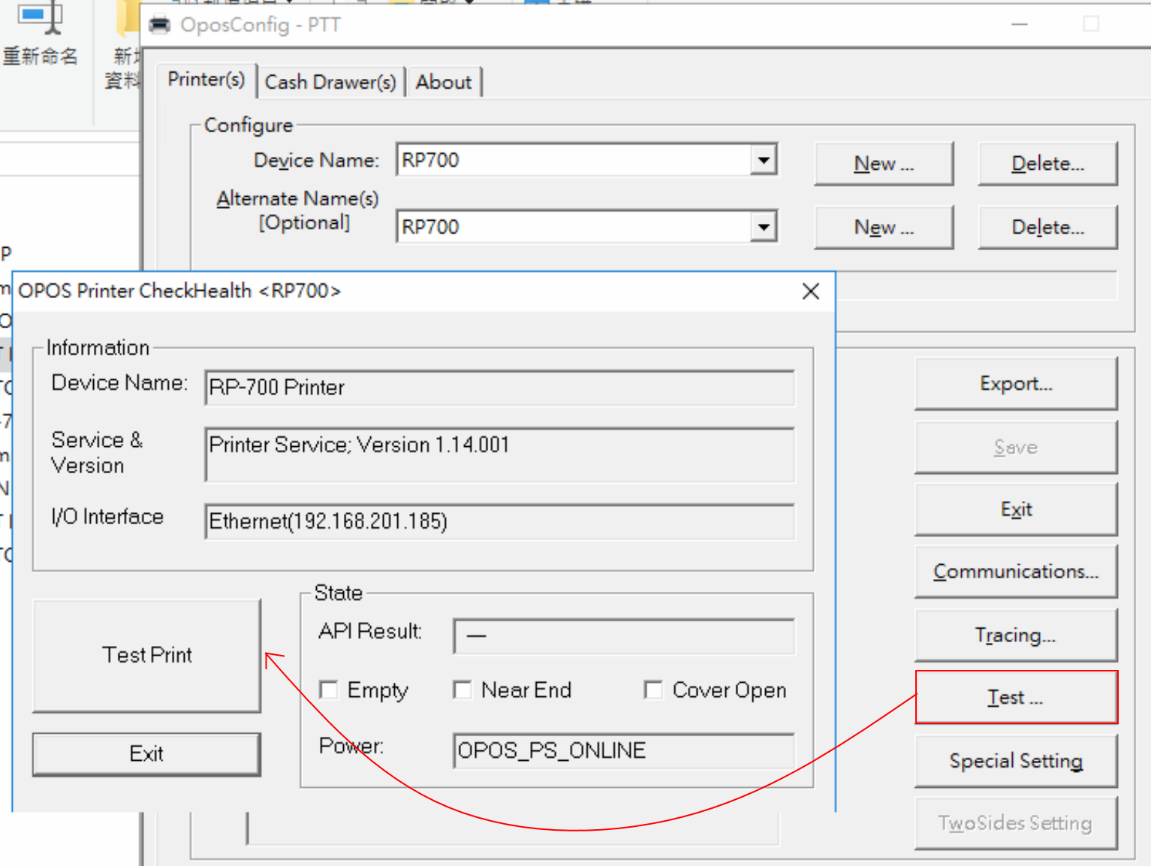 重新命名
新增
資料
OposConfig - PTT
Printer(s)
Cash Drawer(s)
About
Configure
Device Name:
RP700
New ...
Delete...
Alternate Name(s)
[Optional]
RP700
New ...
Delete...
OPOS Printer CheckHealth <RP700>
Information
Device Name:
RP-700 Printer
Service &
Version
Printer Service; Version 1.14.001
I/O Interface
Ethernet(192.168.201.185)
Test Print
Exit
State
API Result:
—
Empty
Near End
Cover Open
Power:
OPOS_PS_ONLINE
Export...
Save
Exit
Communications...
Tracing...
Test ...
Special Setting
TwoSides Setting